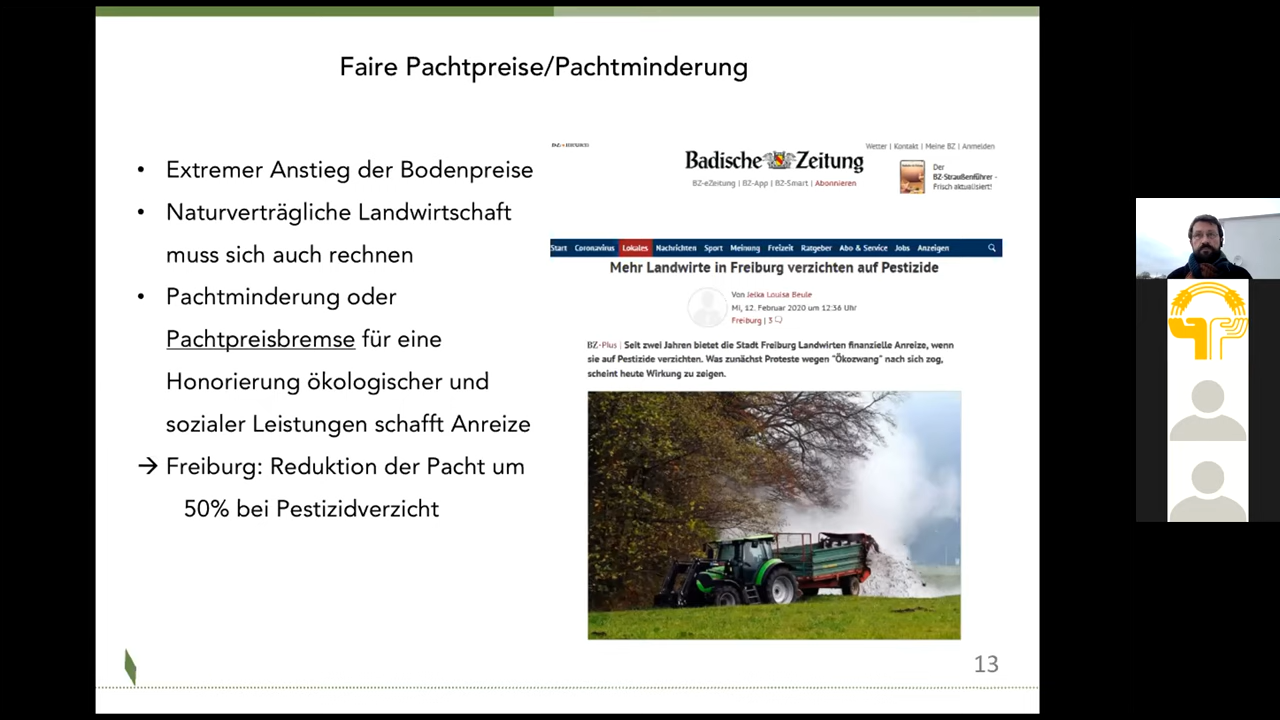 Faire Pachtpreise/Pachtminderung
• Extremer Anstieg der Bodenpreise
• Naturverträgliche Landwirtschaft
muss sich auch rechnen
• Pachtminderung oder
Pachtpreisbremse für eine
Honorierung ökologischer und
sozialer Leistungen schafft Anreize
→ Freiburg: Reduktion der Pacht um
50% bei Pestizidverzicht
Wetter | Kontakt | Meine BZ | Anmelden
Badische Zeitung
BZ-eZeitung | BZ-App | BZ-Smart | Abonnieren
Der
BZ-Straußenführer -
Frisch aktualisiert!
Start Coronavirus Lokales Nachrichten Sport Meinung Freizeit Ratgeber Abo & Service Jobs Anzeigen
Mehr Landwirte in Freiburg verzichten auf Pestizide
Von Jelka Louisa Beule
Mi, 12. Februar 2020 um 12:36 Uhr
Freiburg | 3
BZ-Plus | Seit zwei Jahren bietet die Stadt Freiburg Landwirten finanzielle Anreize, wenn
sie auf Pestizide verzichten. Was zunächst Proteste wegen "Ökozwang" nach sich zog,
scheint heute Wirkung zu zeigen.
13